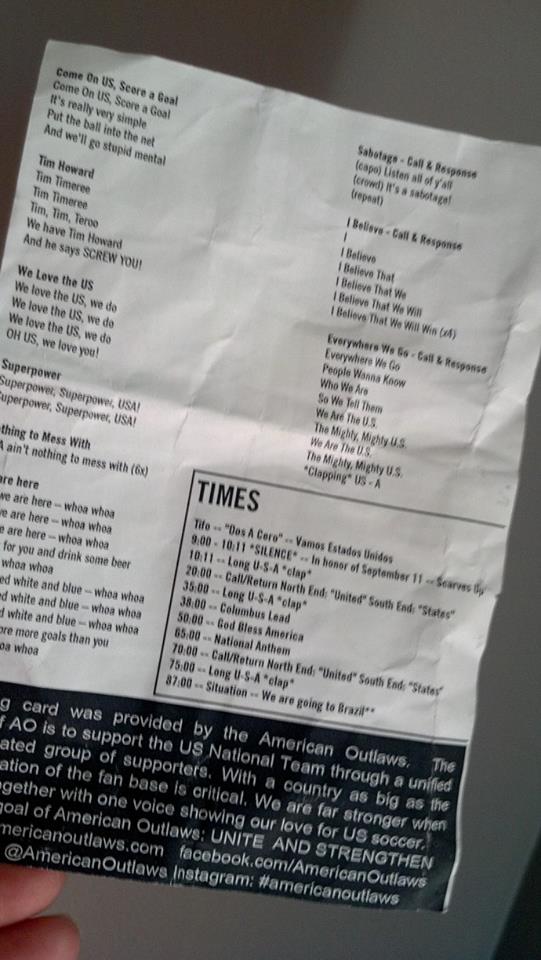 Come On US, Score a Goal
Come On US, Score a Goal
It's really very simple
Put the ball into the net
And we'll go stupid mental
Tim Howard
Tim Timeree
Tim Timeree
Tim, Tim, Teroo
We have Tim Howard
And he says SCREW YOU!
We Love the US
We love the US, we do
We love the US, we do
We love the US, we do
OH US, we love you!
Superpower
Superpower, Superpower, USA!
Superpower, Superpower, USA!
thing to Mess With
A ain't nothing to mess with (6x)
are here
we are here – whoa whoa
we are here – whoa whoa
e are here – whoa whoa
for you and drink some beer
whoa whoa
ed white and blue – whoa whoa
ed white and blue – whoa whoa
d white and blue – whoa whoa
ore more goals than you
oa whoa
Sabotage - Call & Response
(capo) Listen all of y'all
(crowd) It's a sabotage!
(repeat)
I Believe - Call & Response
I
I Believe
I Believe That
I Believe That We
I Believe That We Will
I Believe That We Will Win (x4)
Everywhere We Go - Call & Response
Everywhere We Go
People Wanna Know
Who We Are
So We Tell Them
We Are The U.S.
The Mighty, Mighty U.S.
We Are The U.S.
The Mighty, Mighty U.S.
*Clapping* US - A
TIMES
Tifo -- "Dos A Cero" -- Vamos Estados Unidos
9:00 - 10:11 *SILENCE* -- In honor of September 11 -- Scarves Up
10:11 -- Long U-S-A *clap*
20:00 -- Call/Return North End: "United" South End: "States"
35:00 -- Long U-S-A *clap*
38:00 -- Columbus Lead
50:00 -- God Bless America
65:00 -- National Anthem
70:00 -- Call/Return North End: "United" South End: "States"
75:00 -- Long U-S-A *clap*
87:00 -- Situation -- We are going to Brazil**
g card was provided by the American Outlaws. The
f AO is to support the US National Team through a unified
ated group of supporters. With a country as big as the
ation of the fan base is critical. We are far stronger when
gether with one voice showing our love for US soccer.
goal of American Outlaws: UNITE AND STRENGTHEN
mericanoutlaws.com facebook.com/AmericanOutlaws
@AmericanOutlaws Instagram: #americanoutlaws